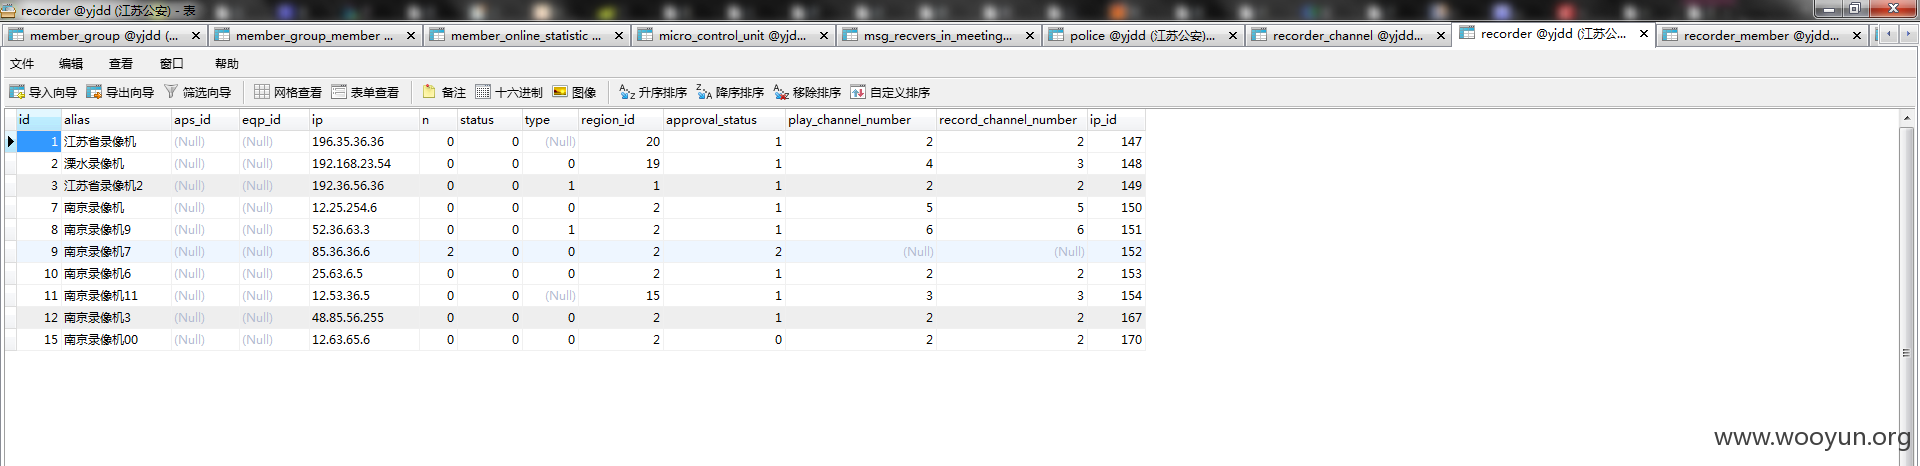 recorder @yjdd (江苏公安) - 表
member_group @yjdd (... member_group_member ... member_online_statistic ... micro_control_unit @yjd... msg_recvers_in_meeting... police @yjdd (江苏公安)... recorder_channel @yjdd... recorder @yjdd (江苏公... recorder_member @yjdd...
文件 编辑 查看 窗口 帮助
导入向导 导出向导 筛选向导 网格查看 表单查看 备注 十六进制 图像 升序排序 降序排序 移除排序 自定义排序
id alias aps_id eqp_id ip n status type region_id approval_status play_channel_number record_channel_number ip_id
1 江苏省录像机 (Null) (Null) 196.35.36.36 0 0 (Null) 20 1 2 2 147
2 溧水录像机 (Null) (Null) 192.168.23.54 0 0 0 19 1 4 3 148
3 江苏省录像机2 (Null) (Null) 192.36.56.36 0 0 1 1 1 2 2 149
7 南京录像机 (Null) (Null) 12.25.254.6 0 0 0 2 1 5 5 150
8 南京录像机9 (Null) (Null) 52.36.63.3 0 0 1 2 1 6 6 151
9 南京录像机7 (Null) (Null) 85.36.36.6 2 0 0 2 2 (Null) (Null) 152
10 南京录像机6 (Null) (Null) 25.63.6.5 0 0 0 2 1 2 2 153
11 南京录像机11 (Null) (Null) 12.53.36.5 0 0 (Null) 15 1 3 3 154
12 南京录像机3 (Null) (Null) 48.85.56.255 0 0 0 2 1 2 2 167
15 南京录像机00 (Null) (Null) 12.63.65.6 0 0 0 2 0 2 2 170
www.wooyun.org